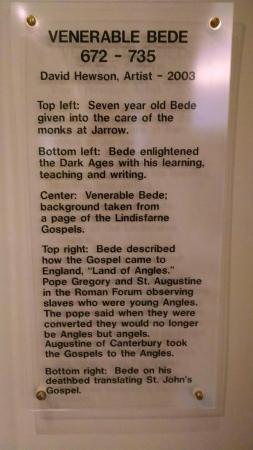 VENERABLE BEDE
672 - 735
David Hewson, Artist - 2003
Top left: Seven year old Bede
given into the care of the
monks at Jarrow.
Bottom left: Bede enlightened
the Dark Ages with his learning,
teaching and writing.
Center: Venerable Bede;
background taken from
a page of the Lindisfarne
Gospels.
Top right: Bede described
how the Gospel came to
England, “Land of Angles.”
Pope Gregory and St. Augustine
in the Roman Forum observing
slaves who were young Angles.
The pope said when they were
converted they would no longer
be Angles but angels.
Augustine of Canterbury took
the Gospels to the Angles.
Bottom right: Bede on his
deathbed translating St. John's
Gospel.